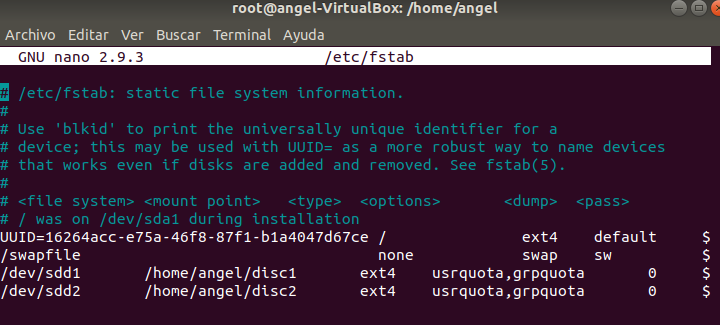 root@angel-VirtualBox: /home/angel
Archivo Editar Ver Buscar Terminal Ayuda
GNU nano 2.9.3 /etc/fstab
# /etc/fstab: static file system information.
#
# Use 'blkid' to print the universally unique identifier for a
# device; this may be used with UUID= as a more robust way to name devices
# that works even if disks are added and removed. See fstab(5).
#
# <file system> <mount point> <type> <options> <dump> <pass>
# / was on /dev/sda1 during installation
UUID=16264acc-e75a-46f8-87f1-b1a4047d67ce / ext4 default $
/swapfile none swap sw $
/dev/sdd1 /home/angel/disc1 ext4 usrquota,grpquota 0 $
/dev/sdd2 /home/angel/disc2 ext4 usrquota,grpquota 0 $